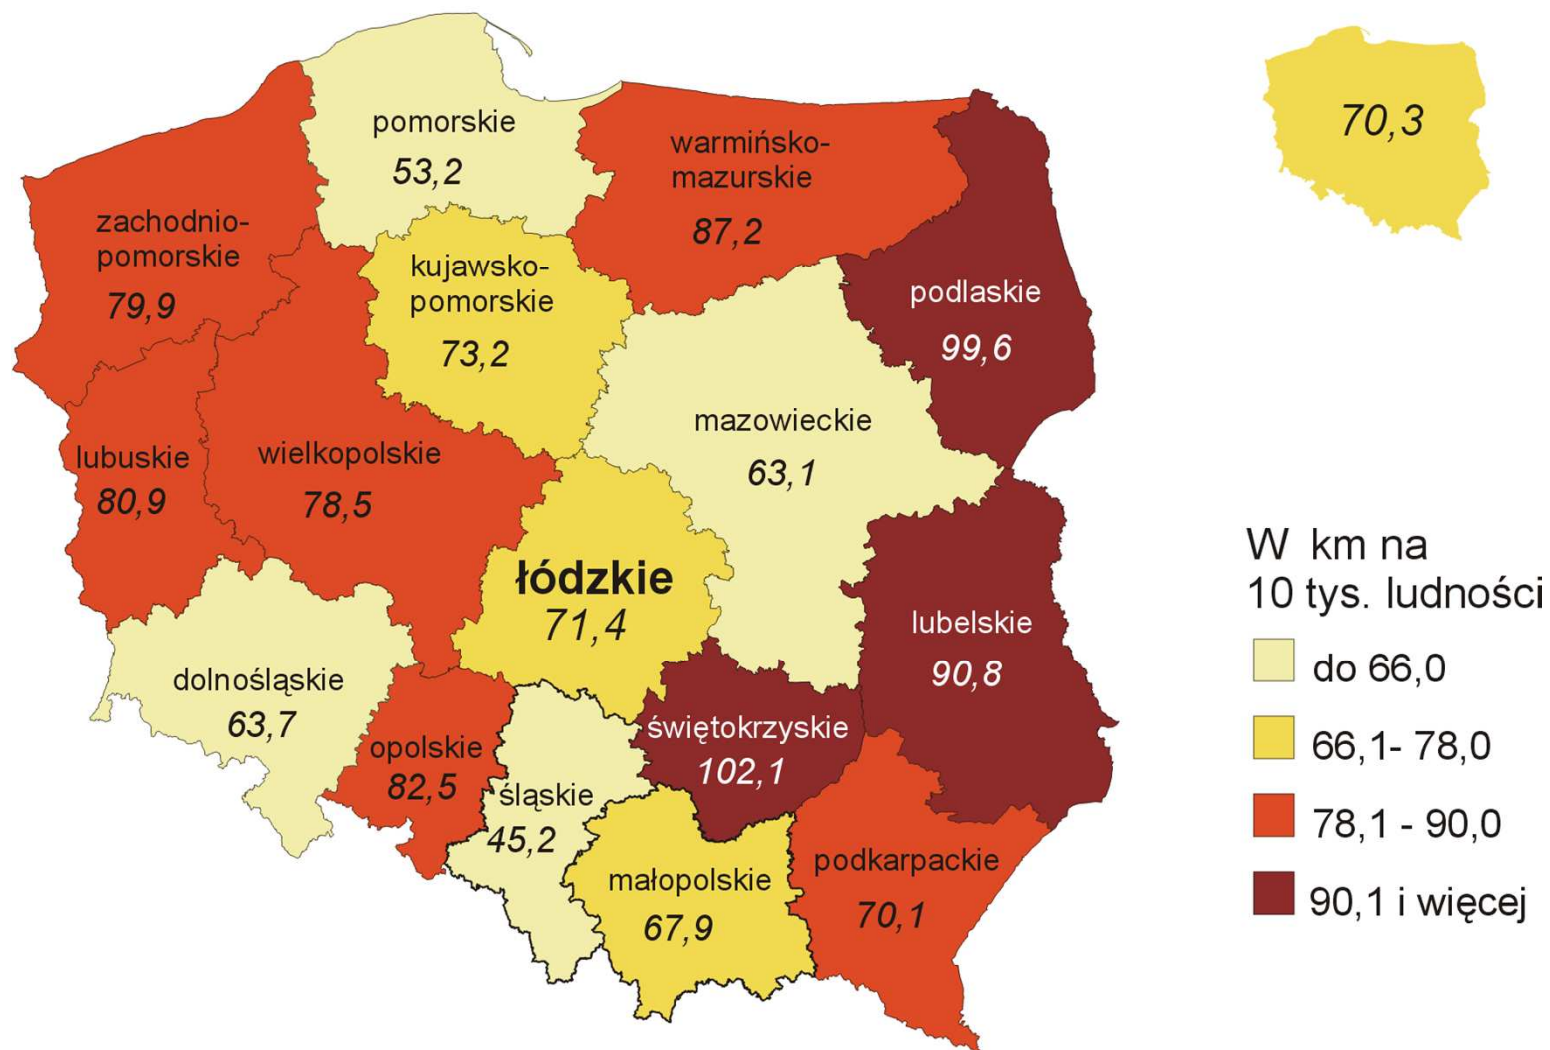 pomorskie
53,2
warmińsko-
mazurskie
87,2
70,3
zachodnio-
pomorskie
79,9
kujawsko-
pomorskie
73,2
podlaskie
99,6
mazowieckie
63,1
lubuskie
80,9
wielkopolskie
78,5
łódzkie
71,4
lubelskie
90,8
dolnośląskie
63,7
opolskie
82,5
śląskie
45,2
świętokrzyskie
102,1
małopolskie
67,9
podkarpackie
70,1
W km na
10 tys. ludności
do 66,0
66,1- 78,0
78,1 - 90,0
90,1 i więcej